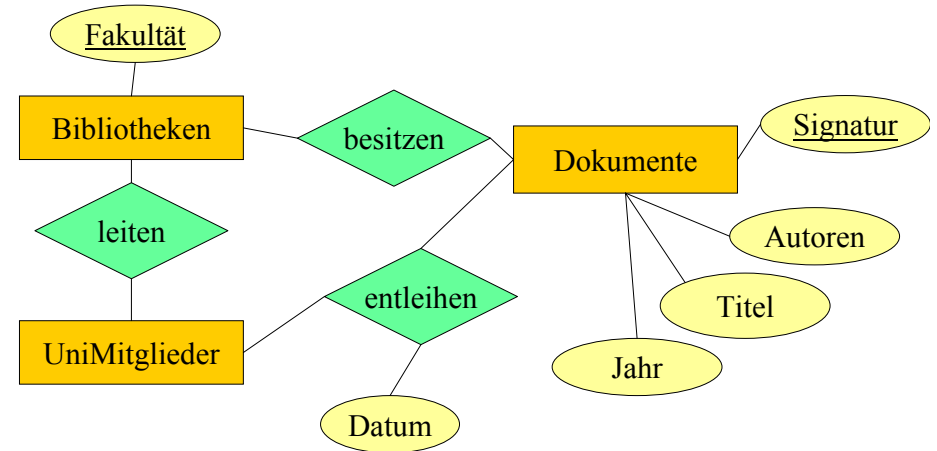 Fakultät
Bibliotheken
besitzen
Dokumente
Signatur
leiten
Autoren
entleihen
Titel
UniMitglieder
Jahr
Datum